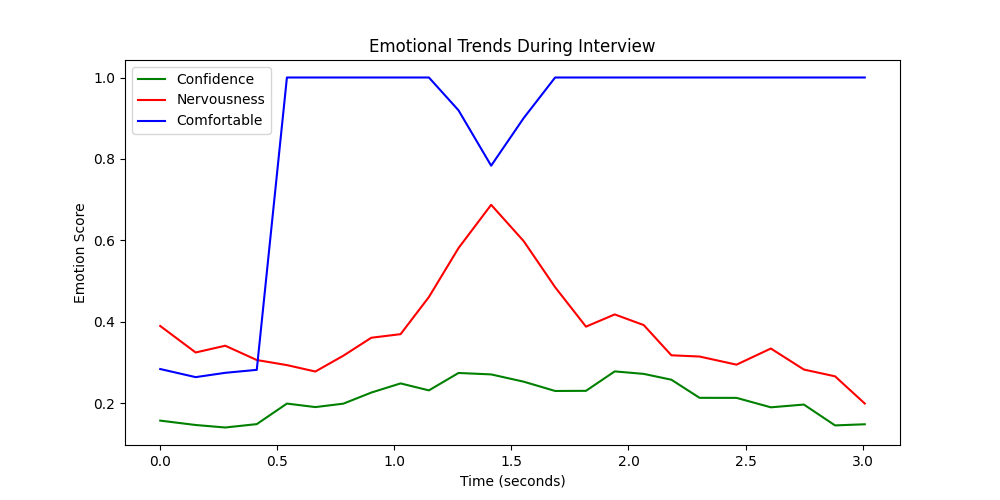 Emotional Trends During Interview
Confidence
Nervousness
Comfortable
1.0
0.8
0.6
0.4
0.2
Emotion Score
0.0 0.5 1.0 1.5 2.0 2.5 3.0
Time (seconds)